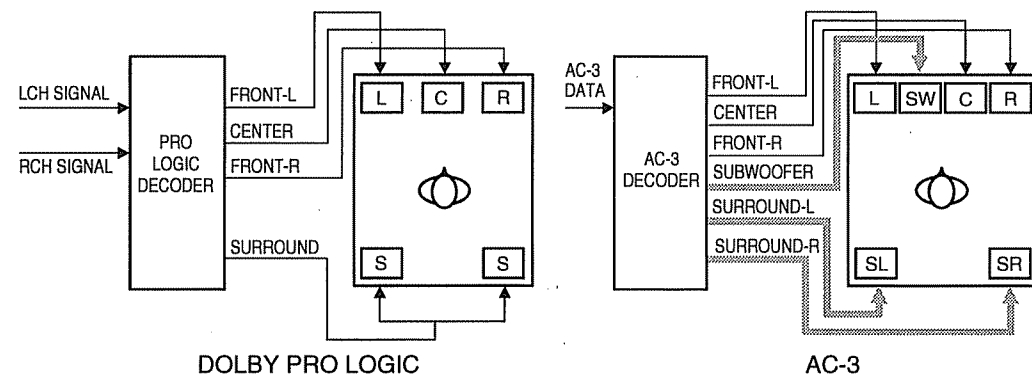 LCH SIGNAL
RCH SIGNAL
PRO
LOGIC
DECODER
FRONT-L
CENTER
FRONT-R
SURROUND
L
C
R
S
S
DOLBY PRO LOGIC
AC-3
DATA
AC-3
DECODER
FRONT-L
CENTER
FRONT-R
SUBWOOFER
SURROUND-L
SURROUND-R
L
SW
C
R
SL
SR
AC-3